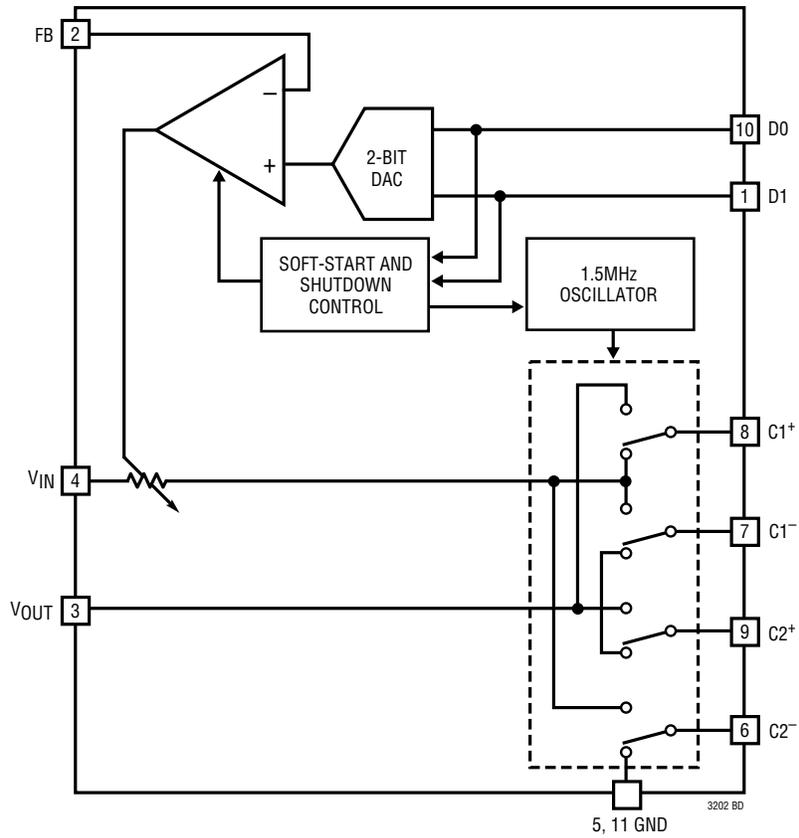 FB 2
−
+
2-BIT
DAC
10 D0
1 D1
SOFT-START AND
SHUTDOWN
CONTROL
1.5MHz
OSCILLATOR
8 C1+
VIN 4
7 C1−
VOUT 3
9 C2+
6 C2−
3202 BD
5, 11 GND